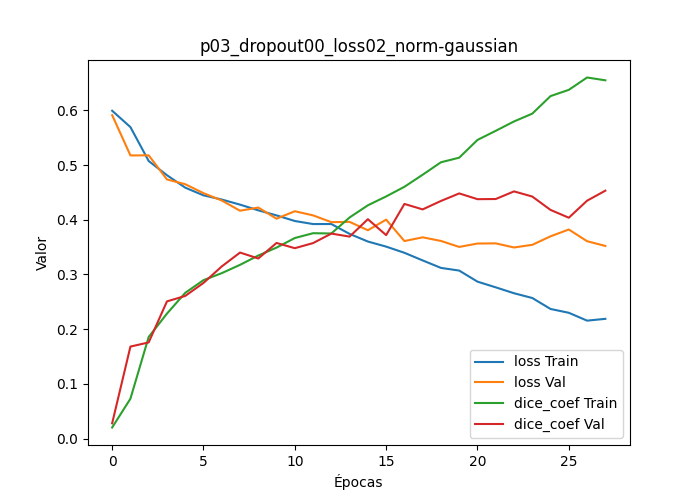 p03_dropout00_loss02_norm-gaussian
Valor
0.6
0.5
0.4
0.3
0.2
0.1
0.0
loss Train
loss Val
dice_coef Train
dice_coef Val
0 5 10 15 20 25
Épocas